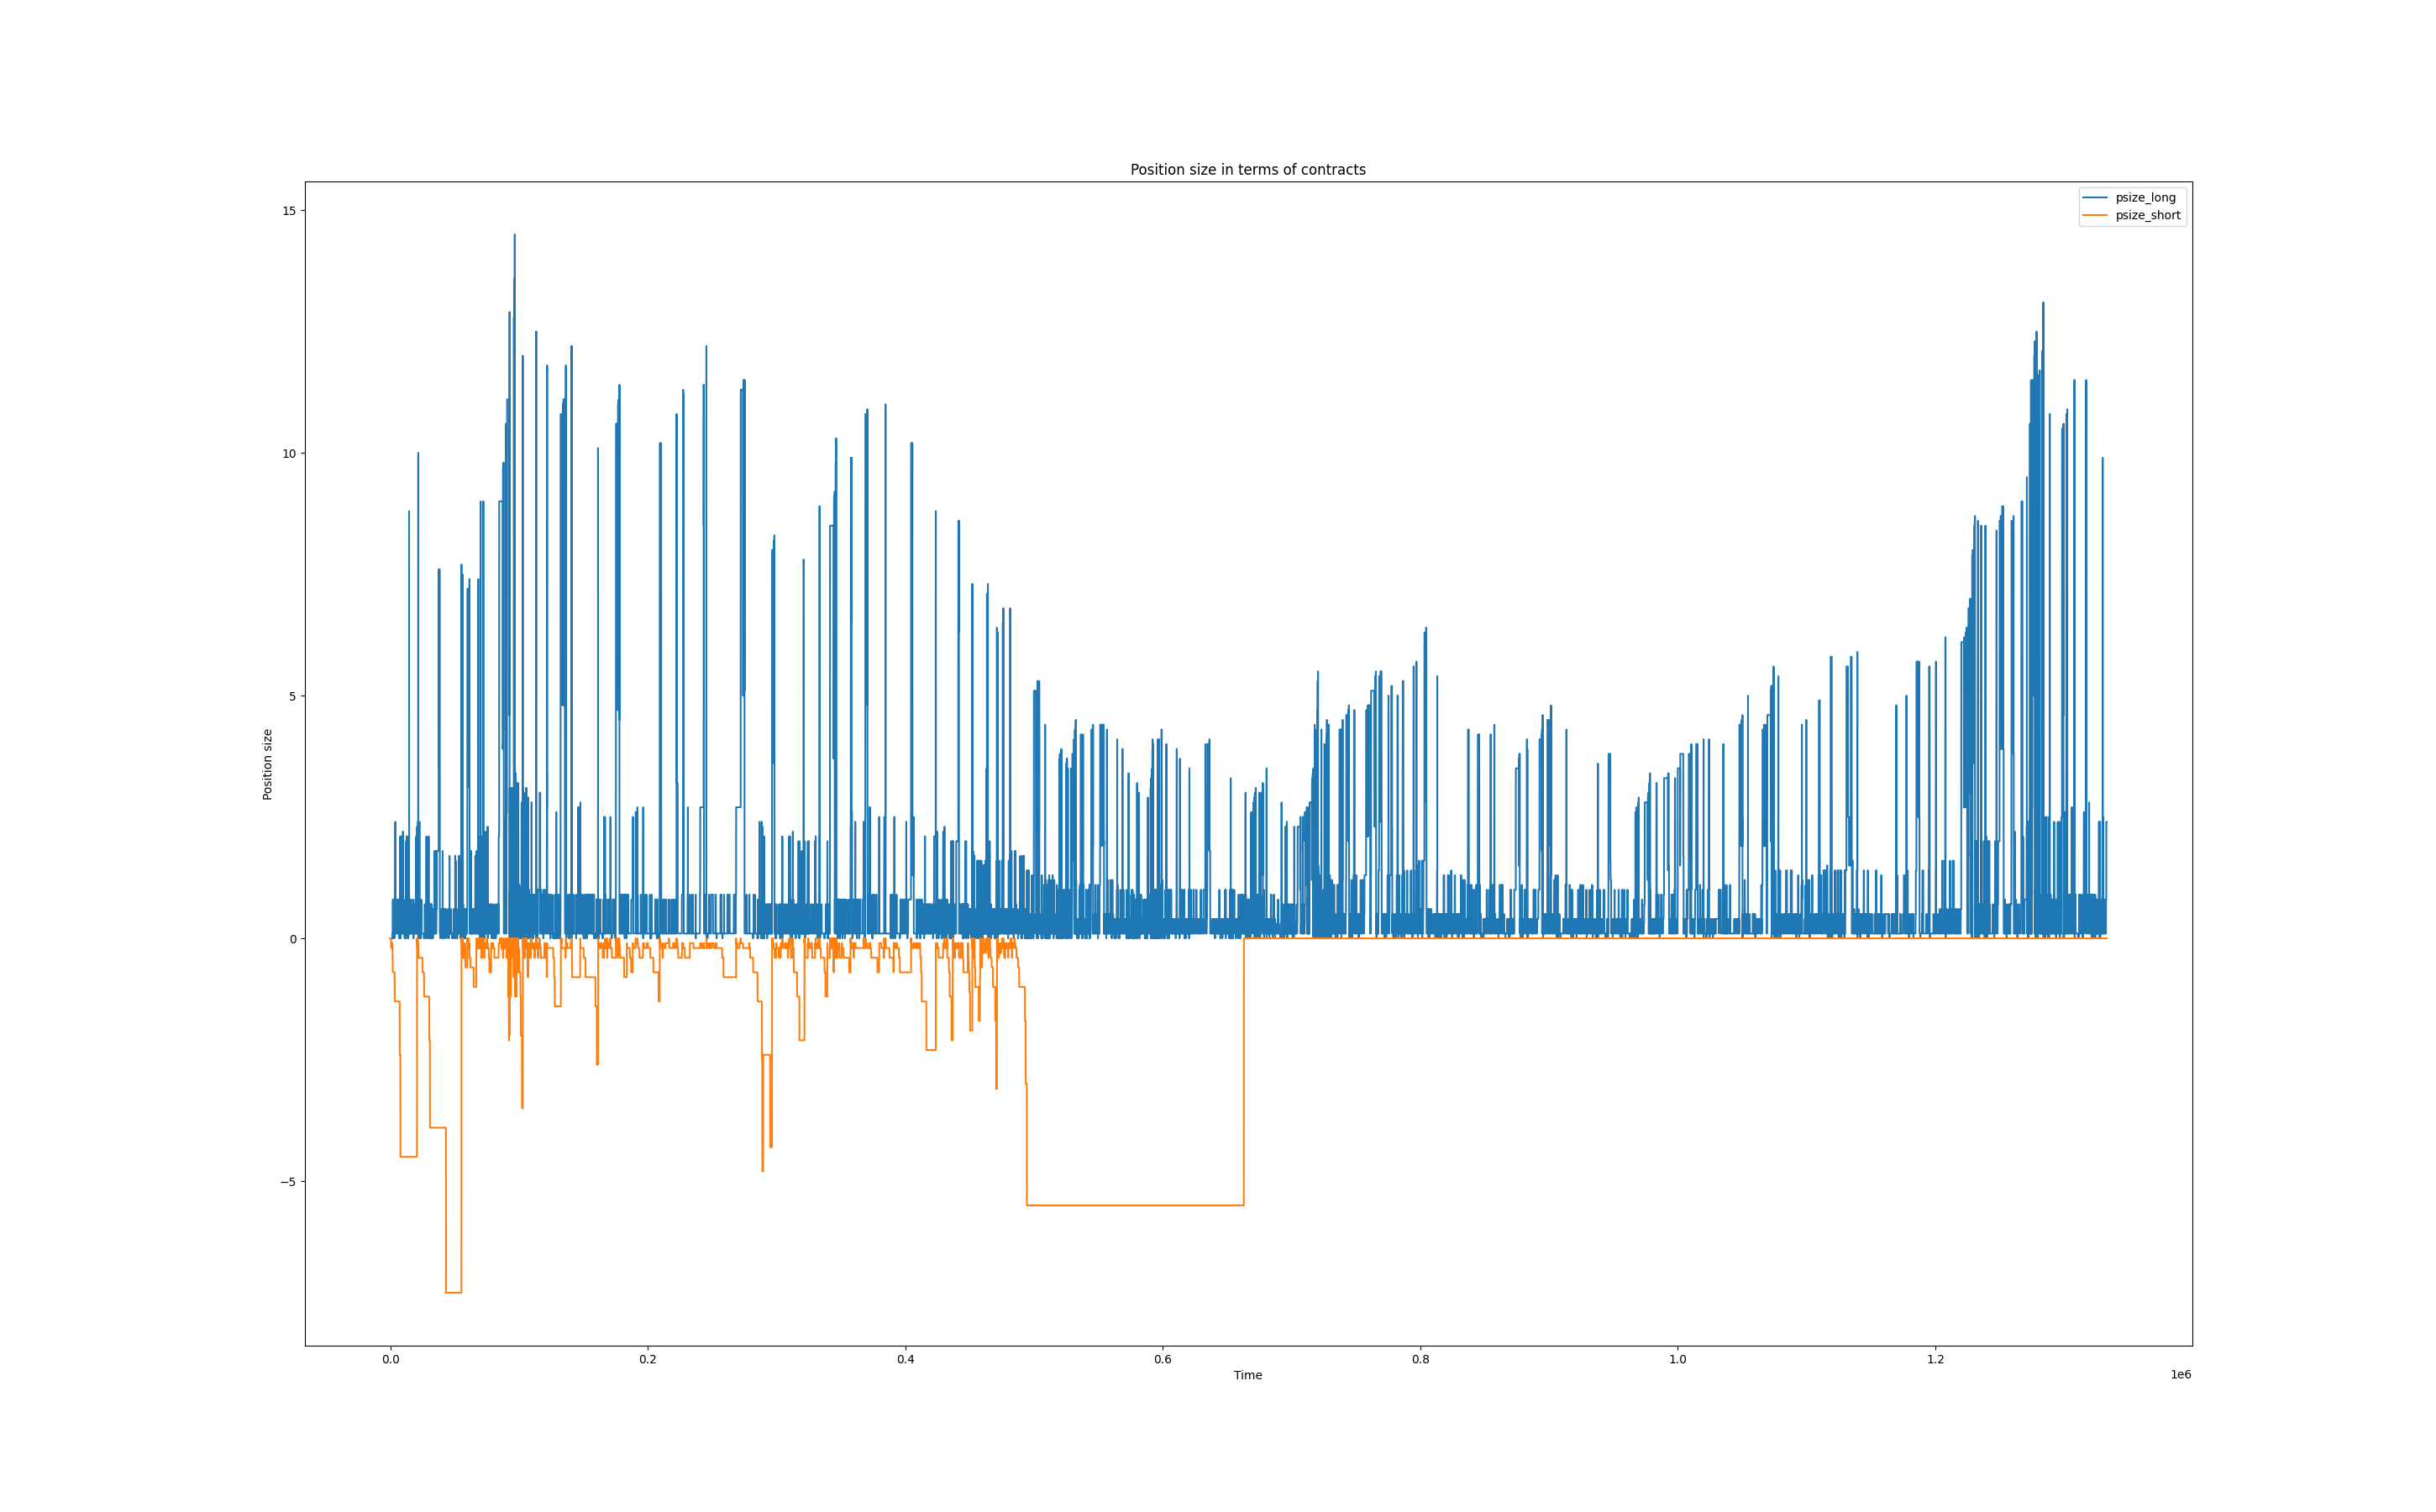 Position size in terms of contracts
psize_long
psize_short
15
10
5
0
−5
Position size
0.0 0.2 0.4 0.6 0.8 1.0 1.2
Time
1e6